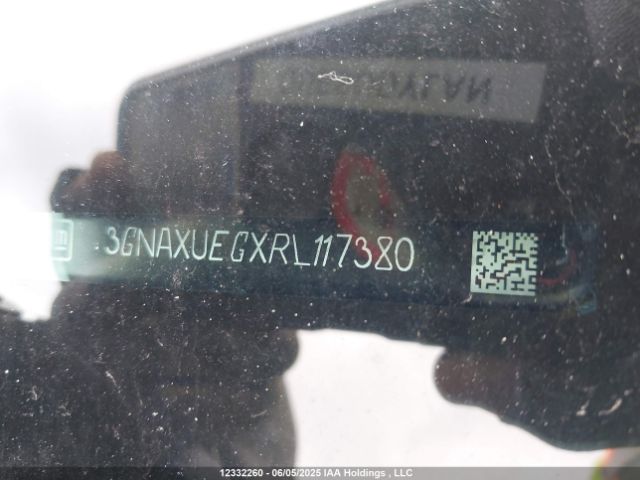 3GNAXUEGXRL117380
12332260 - 06/05/2025 IAA Holdings , LLC